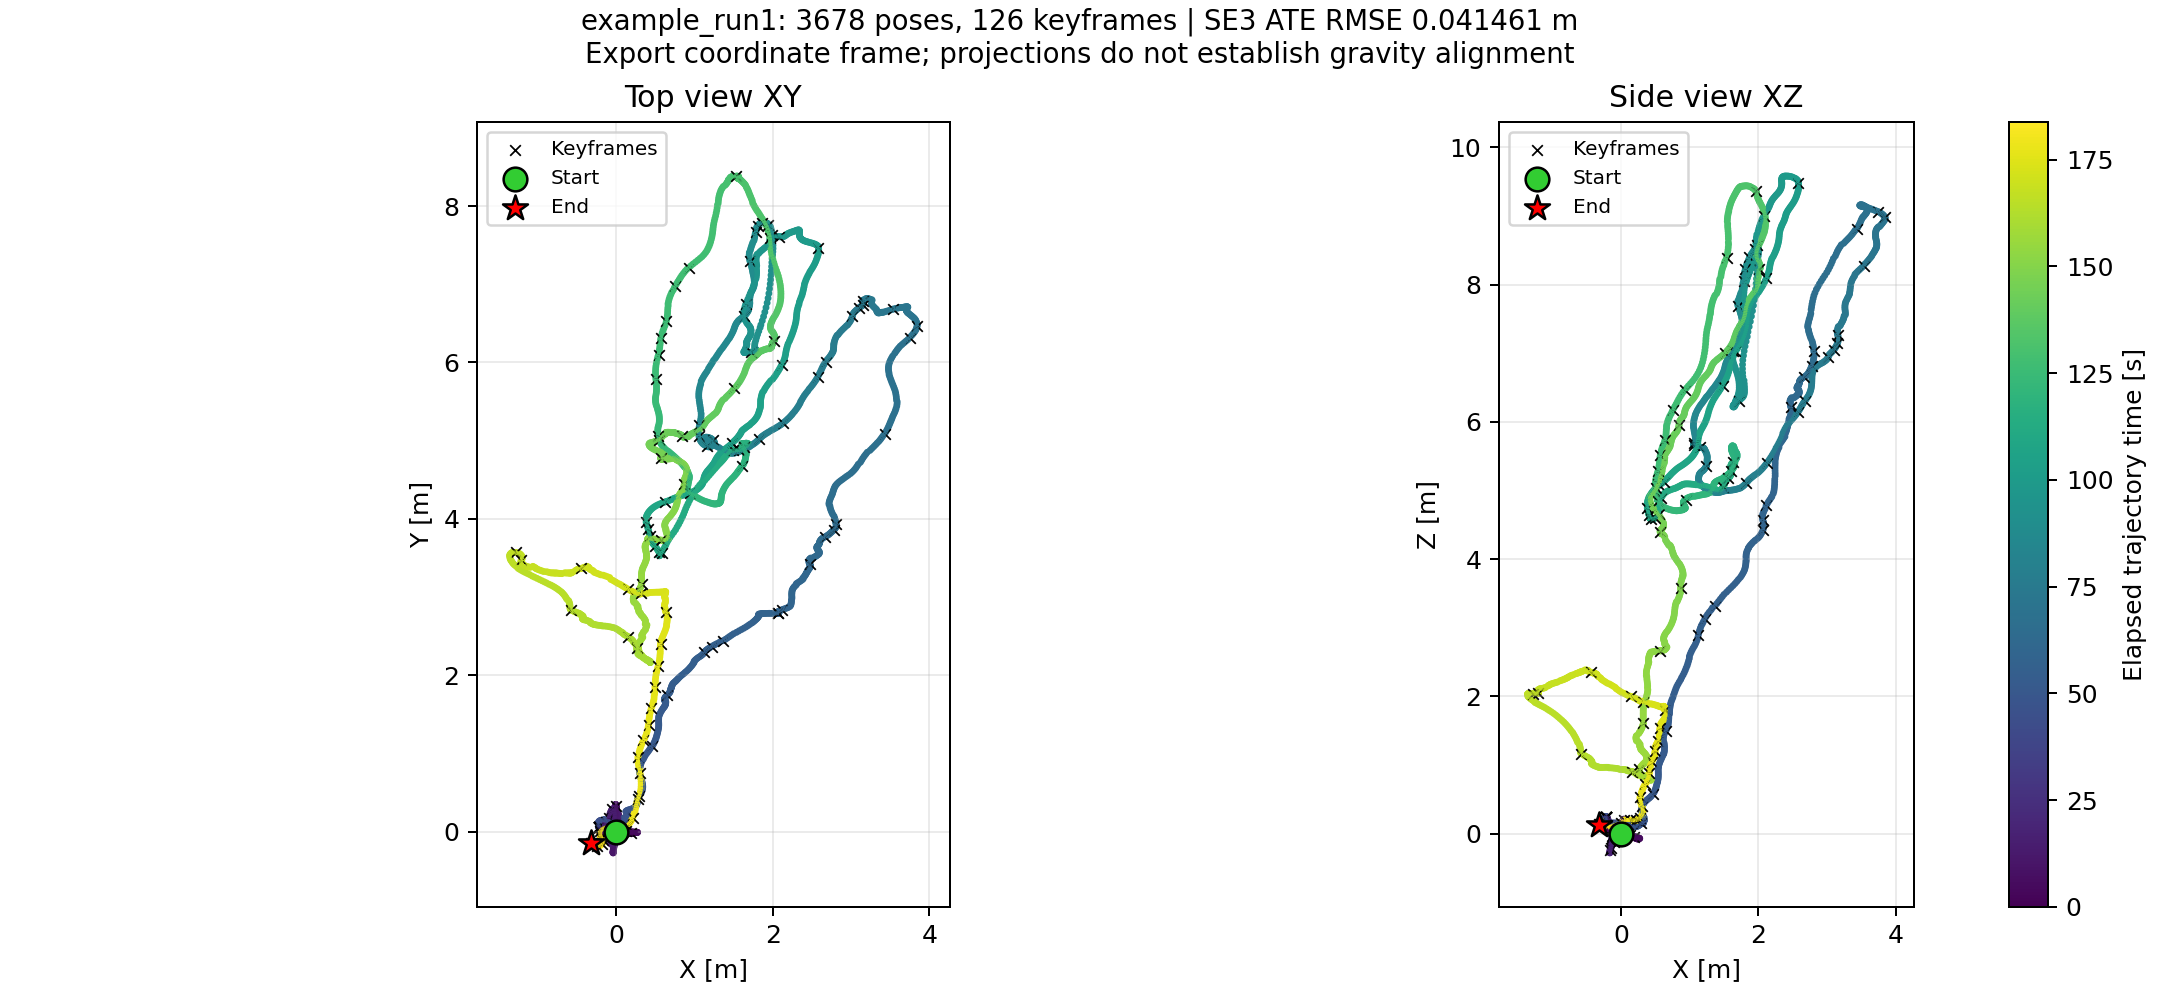 example_run1: 3678 poses, 126 keyframes | SE3 ATE RMSE 0.041461 m
Export coordinate frame; projections do not establish gravity alignment
Top view XY
Keyframes
Start
End
8
6
4
2
0
Y [m]
0 2 4
X [m]
Side view XZ
Keyframes
Start
End
10
8
6
4
2
0
Z [m]
0 2 4
X [m]
175
150
125
100
75
50
25
0
Elapsed trajectory time [s]